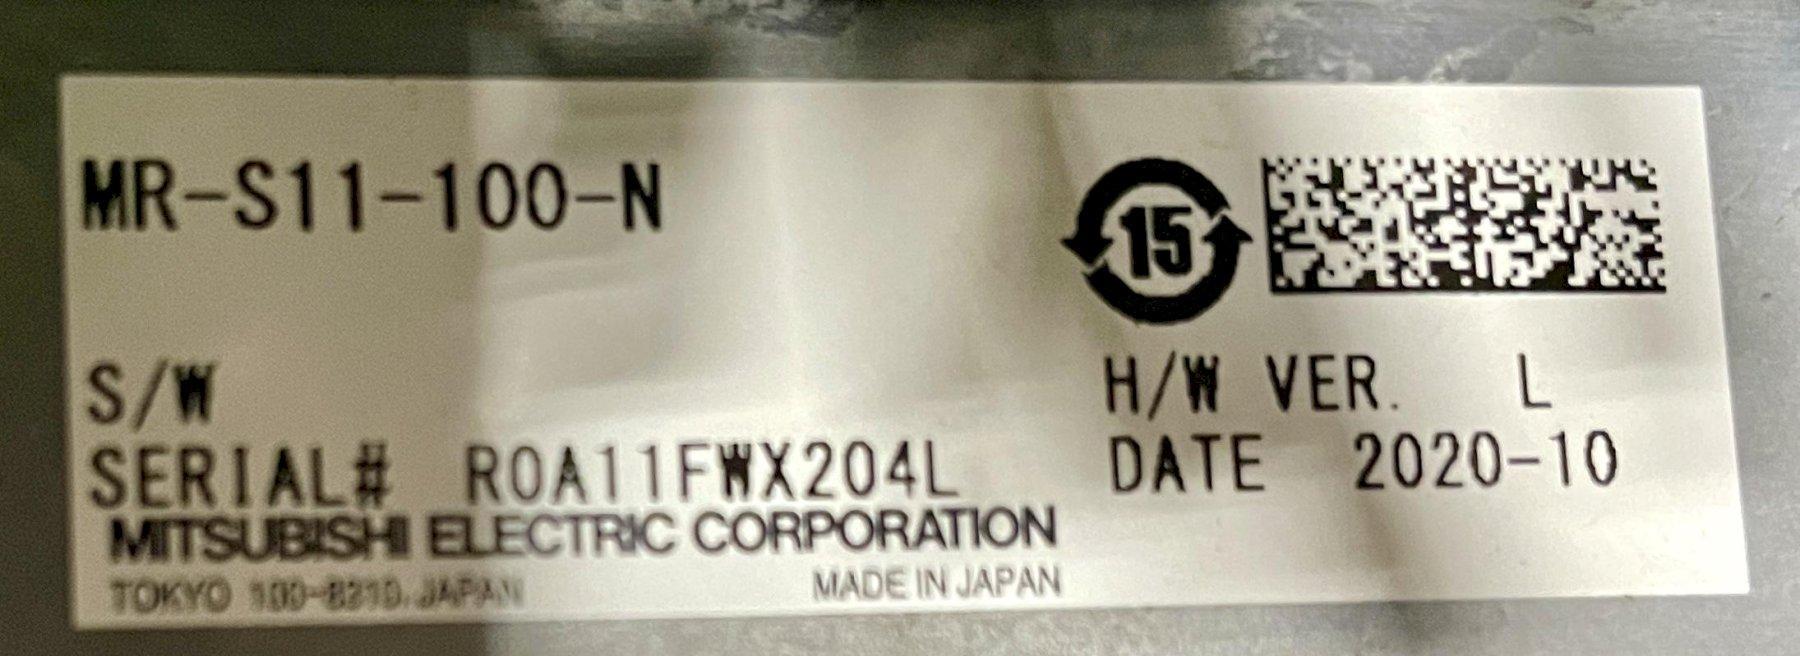 MR-S11-100-N
15
S/W
H/W VER. L
SERIAL# R0A11FWX204L
DATE 2020-10
MITSUBISHI ELECTRIC CORPORATION
TOKYO 100-8310, JAPAN MADE IN JAPAN